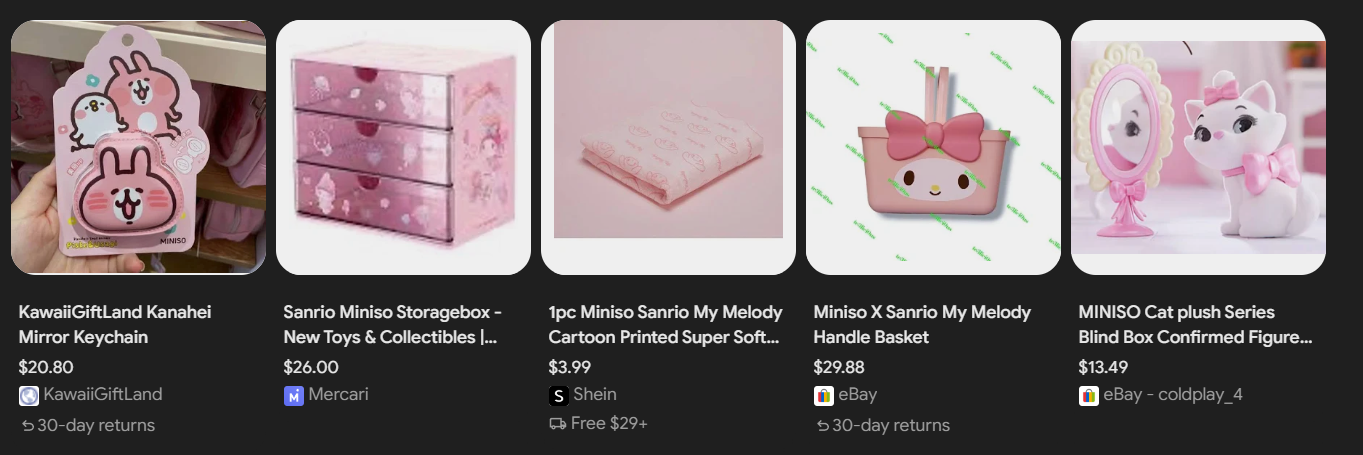 MINISO
KawaiiGiftLand Kanahei
Mirror Keychain
$20.80
KawaiiGiftLand
30-day returns
Sanrio Miniso Storagebox -
New Toys & Collectibles |...
$26.00
Mercari
1pc Miniso Sanrio My Melody
Cartoon Printed Super Soft...
$3.99
S
Shein
Free $29+
Miniso X Sanrio My Melody
Handle Basket
$29.88
eBay
30-day returns
MINISO Cat plush Series
Blind Box Confirmed Figure...
$13.49
eBay - coldplay_4